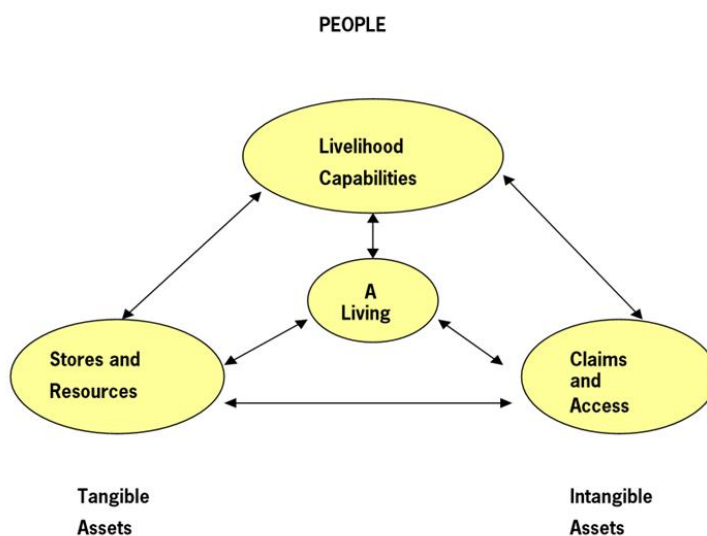 PEOPLE
Livelihood
Capabilities
A
Living
Stores and
Resources
Claims
and
Access
Tangible
Assets
Intangible
Assets